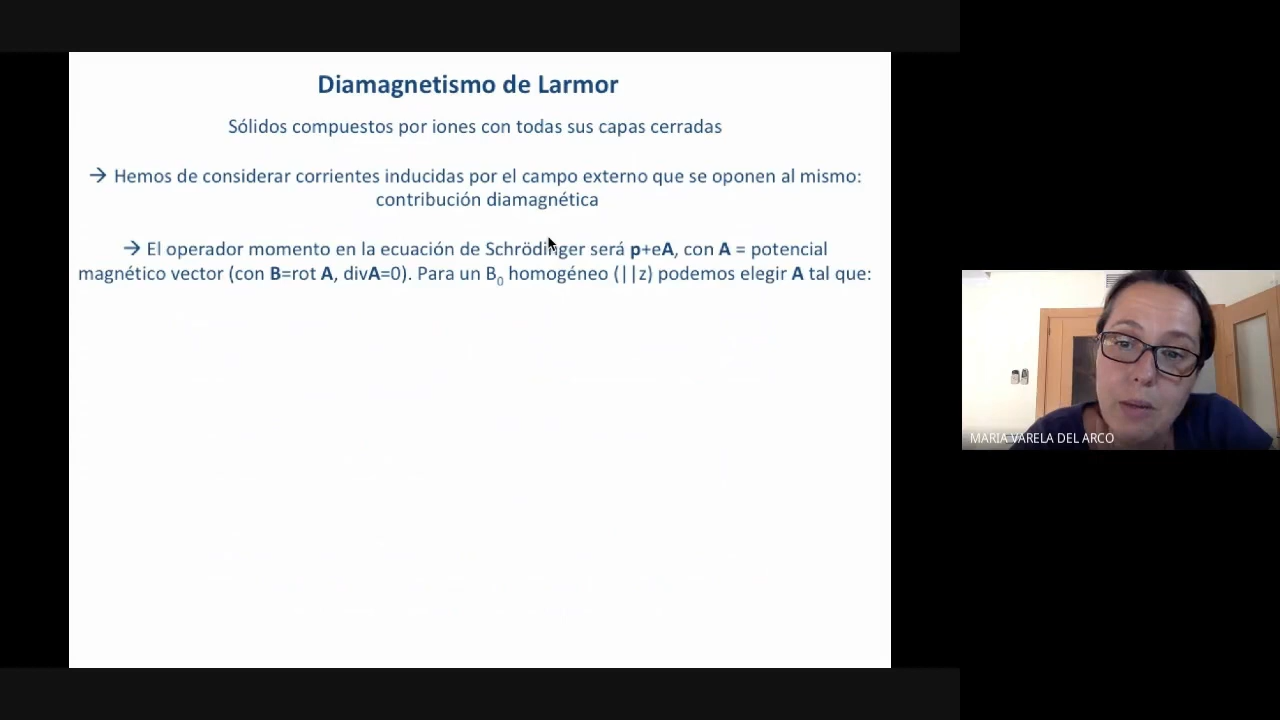 Diamagnetismo de Larmor
Sólidos compuestos por iones con todas sus capas cerradas
→ Hemos de considerar corrientes inducidas por el campo externo que se oponen al mismo:
contribución diamagnética
→ El operador momento en la ecuación de Schrödinger será p+eA, con A = potencial
magnético vector (con B=rot A, divA=0). Para un B₀ homogéneo (||z) podemos elegir A tal que:
MARIA VARELA DEL ARCO